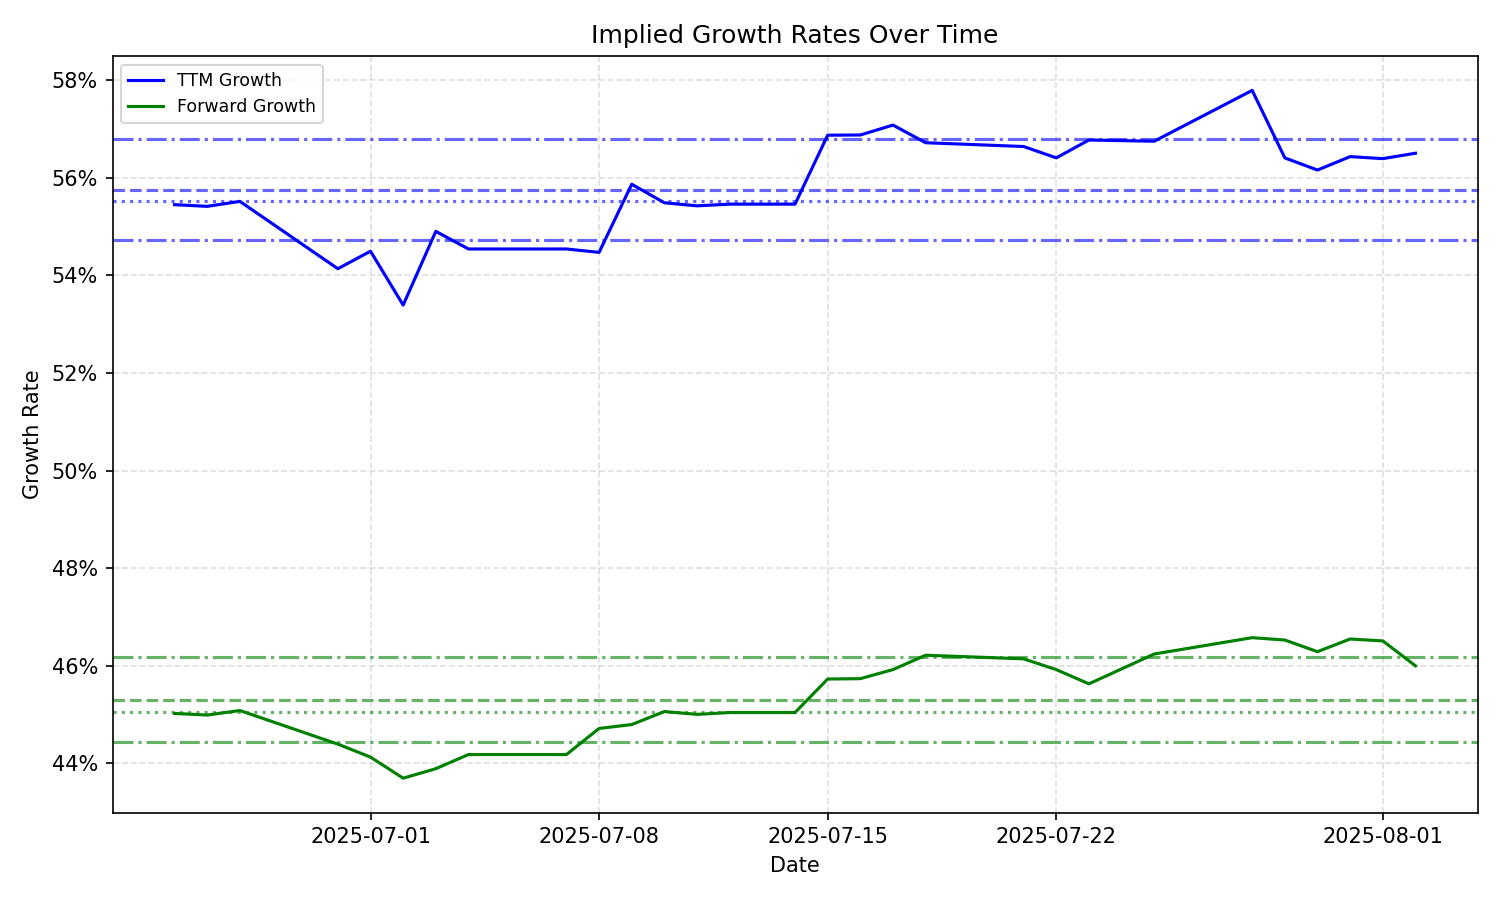 Implied Growth Rates Over Time
TTM Growth
Forward Growth
58%
56%
54%
52%
50%
48%
46%
44%
Growth Rate
2025-07-01
2025-07-08
2025-07-15
2025-07-22
2025-08-01
Date